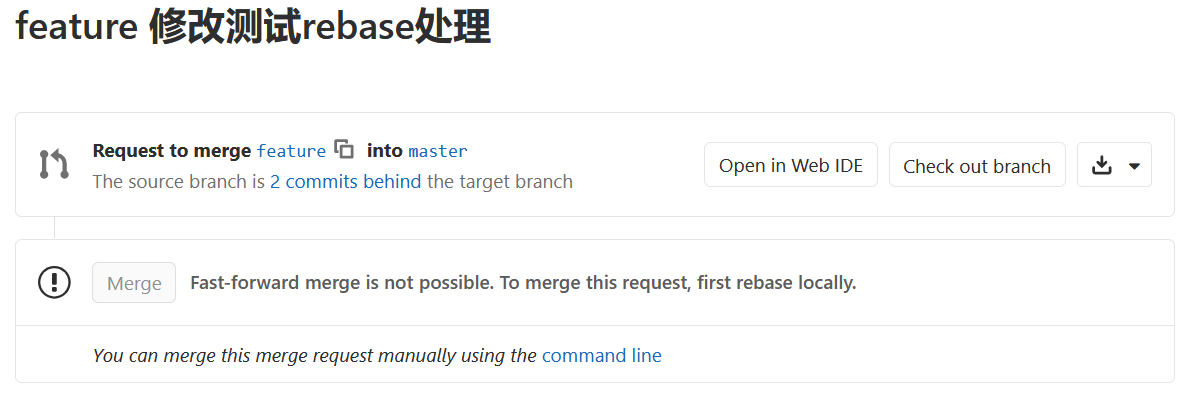 feature 修改测试rebase处理
Request to merge feature into master
The source branch is 2 commits behind the target branch
Open in Web IDE
Check out branch
Merge
Fast-forward merge is not possible. To merge this request, first rebase locally.
You can merge this merge request manually using the command line